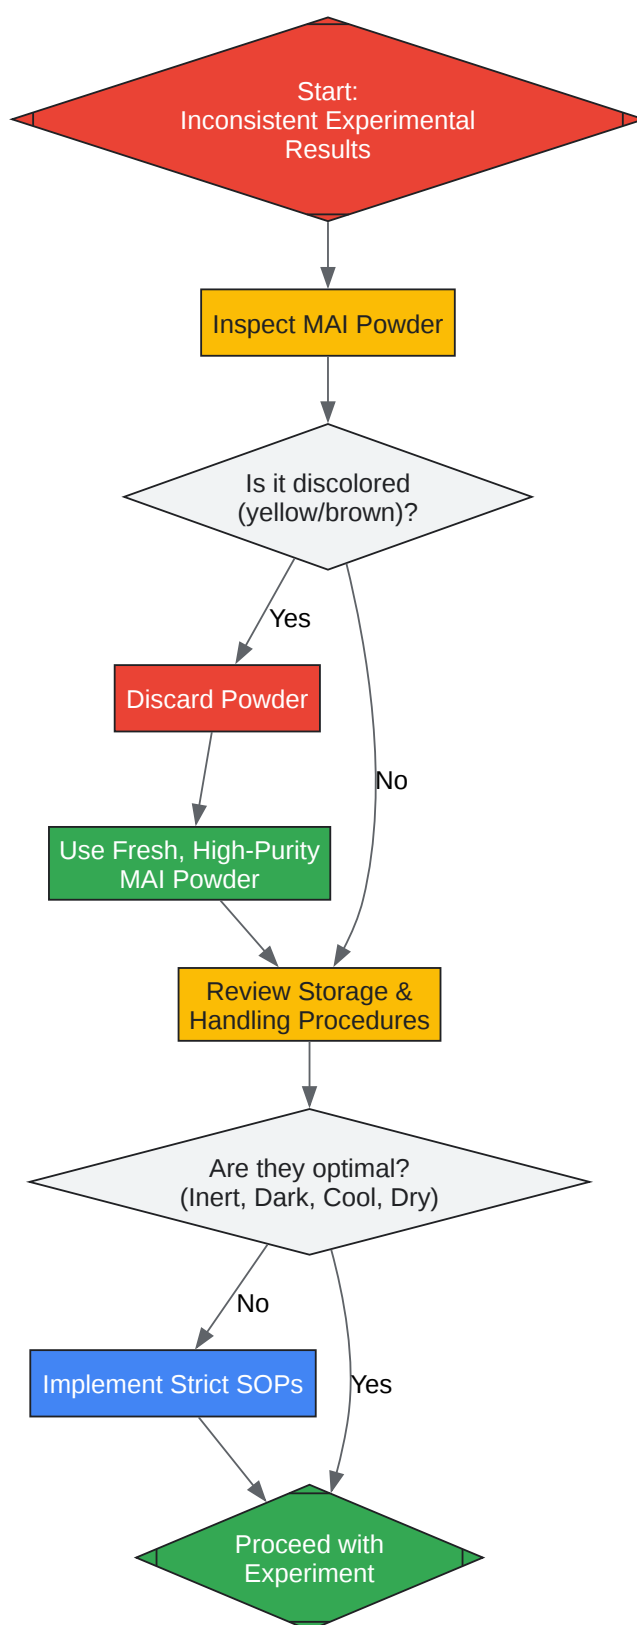 Start:
Inconsistent Experimental
Results
Inspect MAI Powder
Is it discolored
(yellow/brown)?
Yes
Discard Powder
No
Use Fresh, High-Purity
MAI Powder
Review Storage &
Handling Procedures
Are they optimal?
(Inert, Dark, Cool, Dry)
No
Implement Strict SOPs
Yes
Proceed with
Experiment